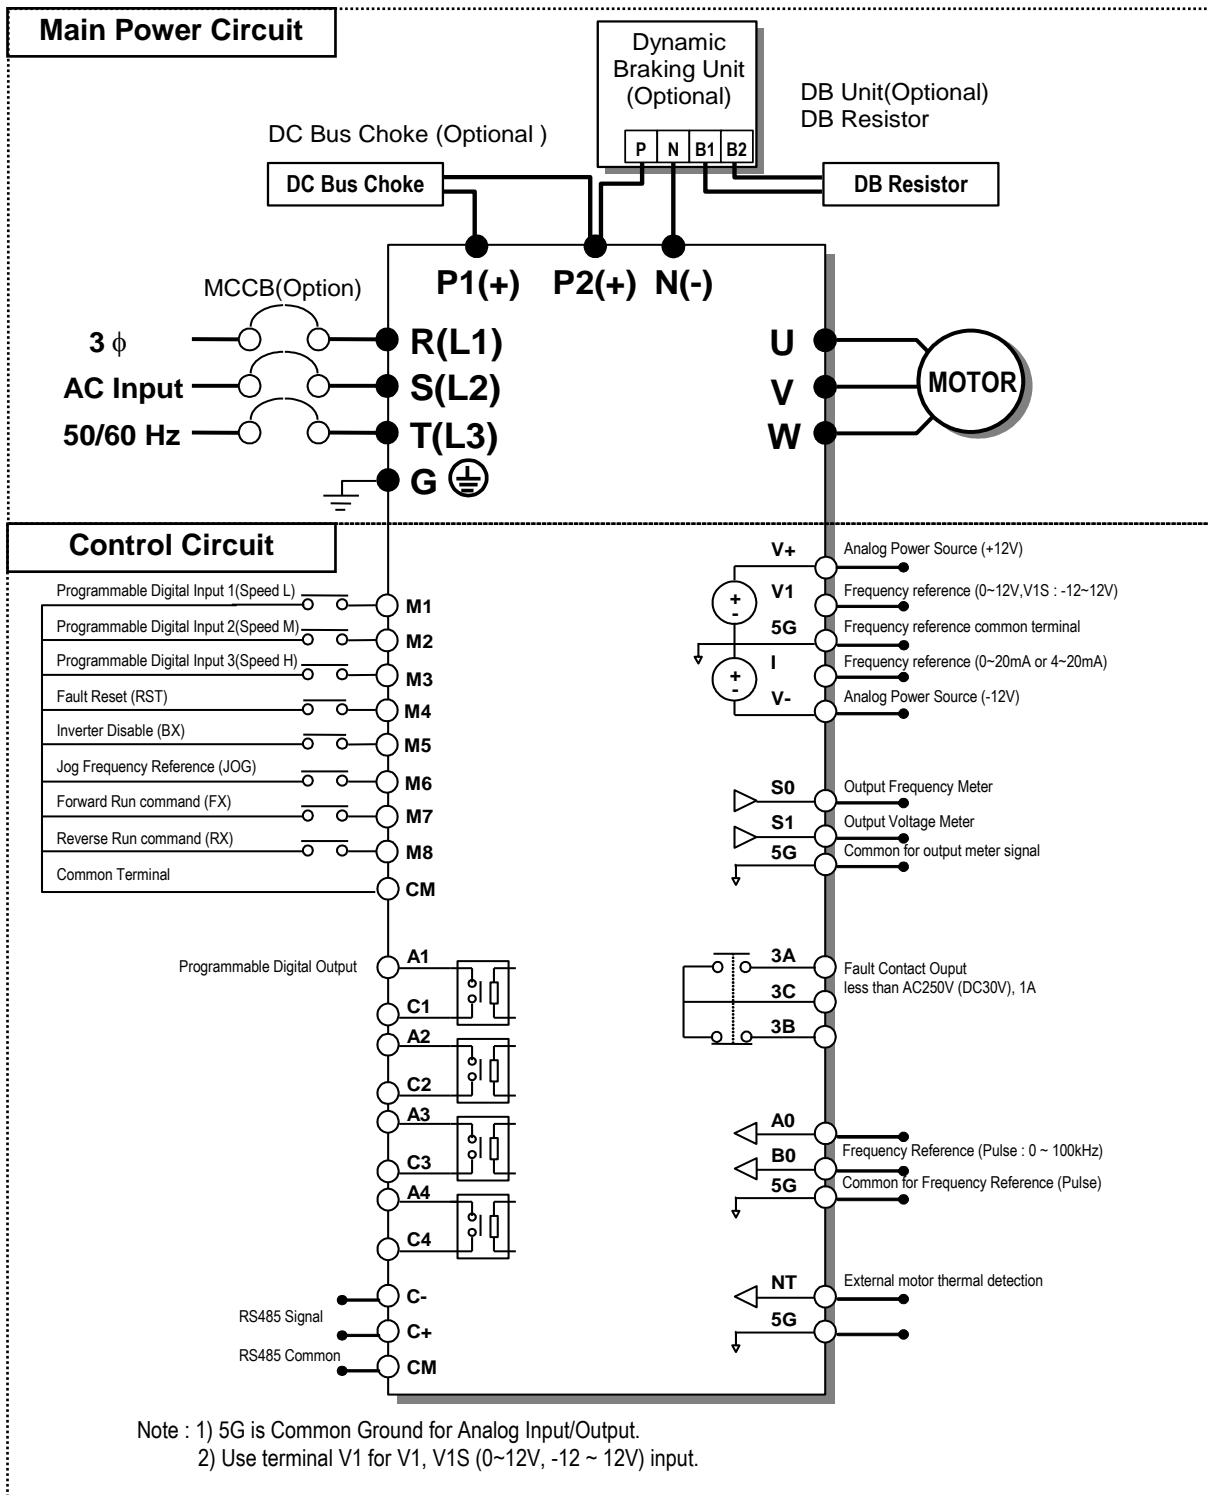 Main Power Circuit
Dynamic
Braking Unit
(Optional)
P N B1 B2
DB Unit(Optional)
DB Resistor
DC Bus Choke (Optional )
DC Bus Choke
DB Resistor
P1(+) P2(+) N(-)
MCCB(Option)
3 ϕ
AC Input
50/60 Hz
R(L1)
S(L2)
T(L3)
G
U
V
W
MOTOR
Control Circuit
Programmable Digital Input 1(Speed L)
M1
Programmable Digital Input 2(Speed M)
M2
Programmable Digital Input 3(Speed H)
M3
Fault Reset (RST)
M4
Inverter Disable (BX)
M5
Jog Frequency Reference (JOG)
M6
Forward Run command (FX)
M7
Reverse Run command (RX)
M8
Common Terminal
CM
Programmable Digital Output
A1
C1
A2
C2
A3
C3
A4
C4
RS485 Signal
C-
C+
RS485 Common
CM
V+
Analog Power Source (+12V)
+
-
V1
Frequency reference (0~12V,V1S : -12~12V)
5G
Frequency reference common terminal
+
-
I
Frequency reference (0~20mA or 4~20mA)
V-
Analog Power Source (-12V)
S0
Output Frequency Meter
S1
Output Voltage Meter
5G
Common for output meter signal
3A
3C
3B
Fault Contact Ouput
less than AC250V (DC30V), 1A
A0
B0
Frequency Reference (Pulse : 0 ~ 100kHz)
5G
Common for Frequency Reference (Pulse)
NT
External motor thermal detection
5G
Note : 1) 5G is Common Ground for Analog Input/Output.
2) Use terminal V1 for V1, V1S (0~12V, -12 ~ 12V) input.